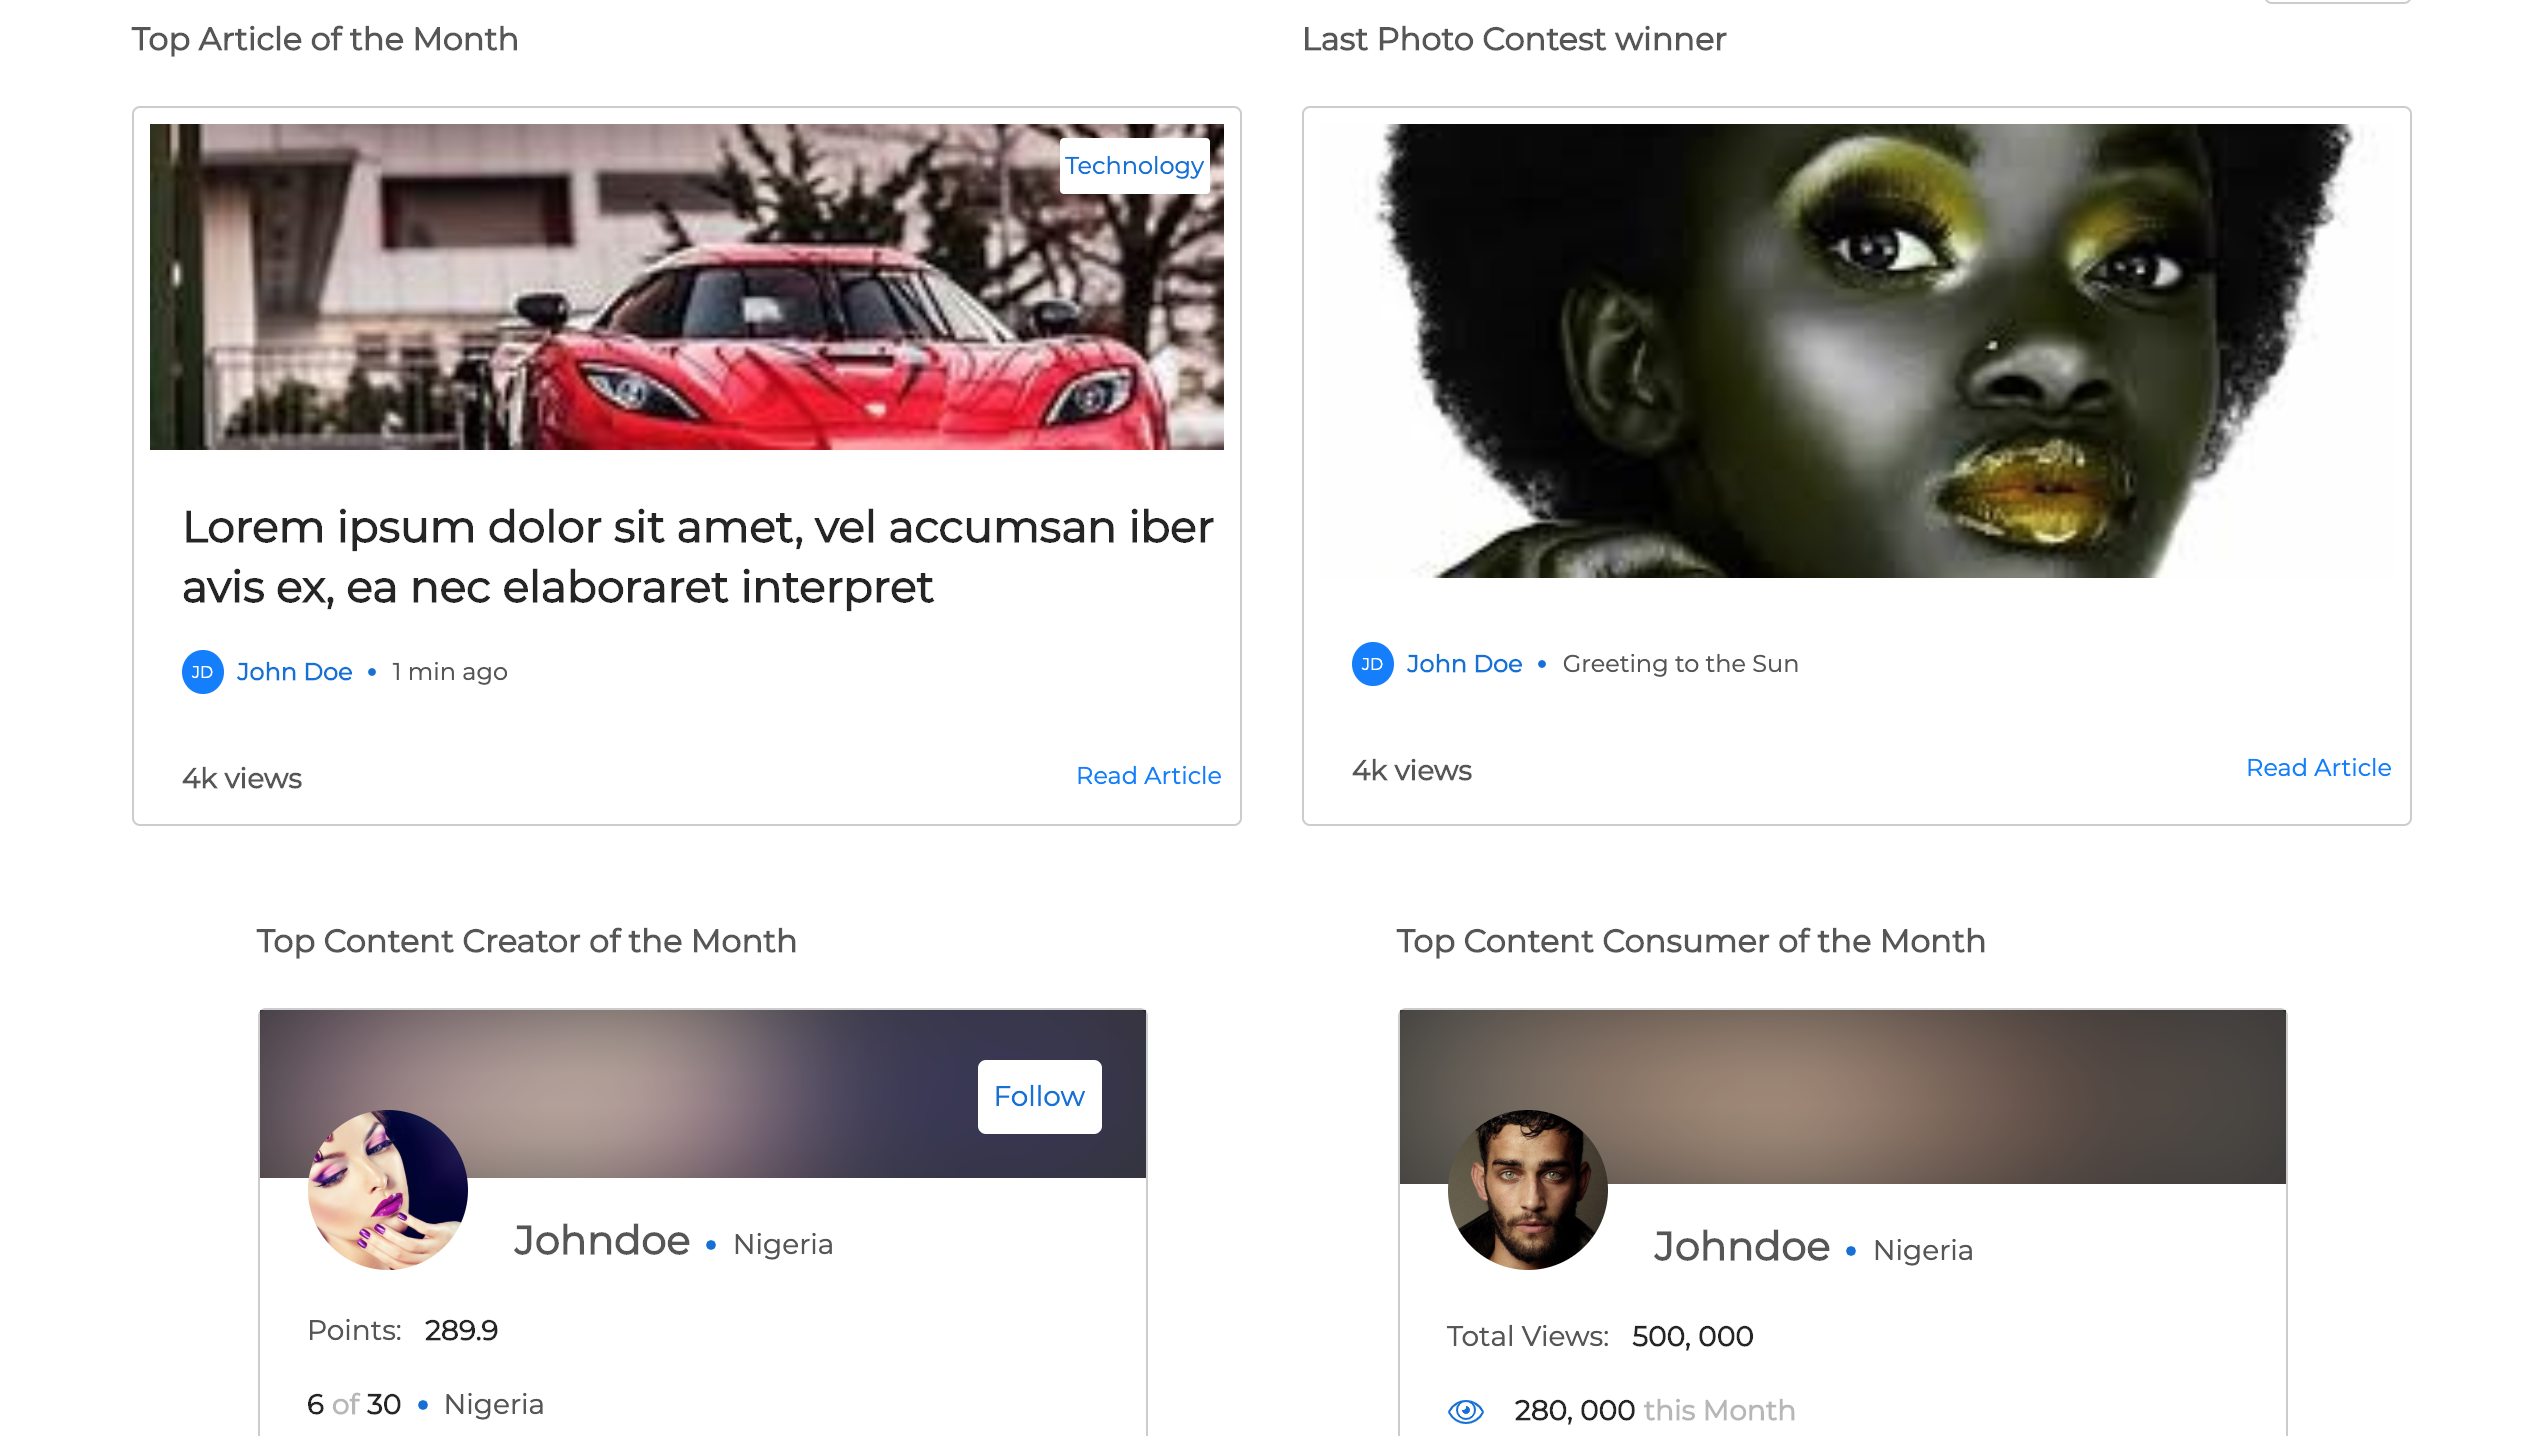 Top Article of the Month
Last Photo Contest winner
Technology
Lorem ipsum dolor sit amet, vel accumsan iber
avis ex, ea nec elaboraret interpret
JD John Doe • 1 min ago
4k views
Read Article
JD John Doe • Greeting to the Sun
4k views
Read Article
Top Content Creator of the Month
Top Content Consumer of the Month
Follow
Johndoe • Nigeria
Points: 289.9
6 of 30 • Nigeria
Johndoe • Nigeria
Total Views: 500, 000
280, 000 this Month